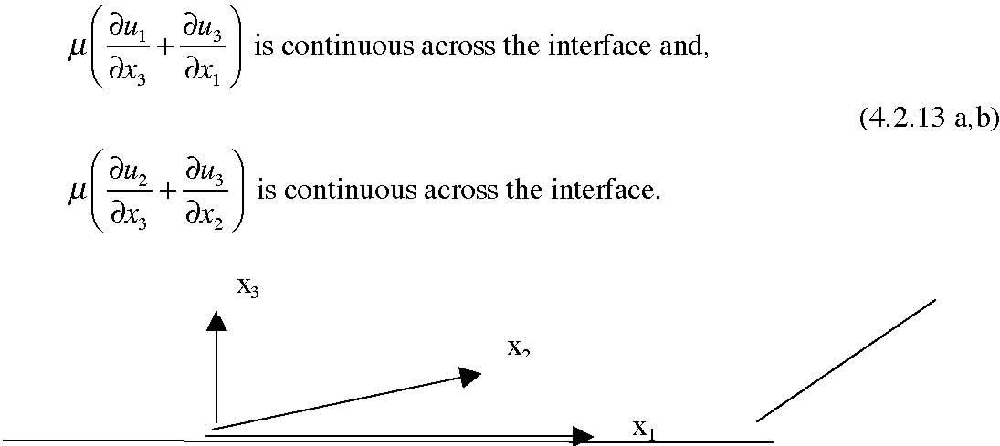 μ(∂u₁/∂x₃ + ∂u₃/∂x₁) is continuous across the interface and,
(4.2.13 a,b)
μ(∂u₂/∂x₃ + ∂u₃/∂x₂) is continuous across the interface.
x₃
x₂
x₁